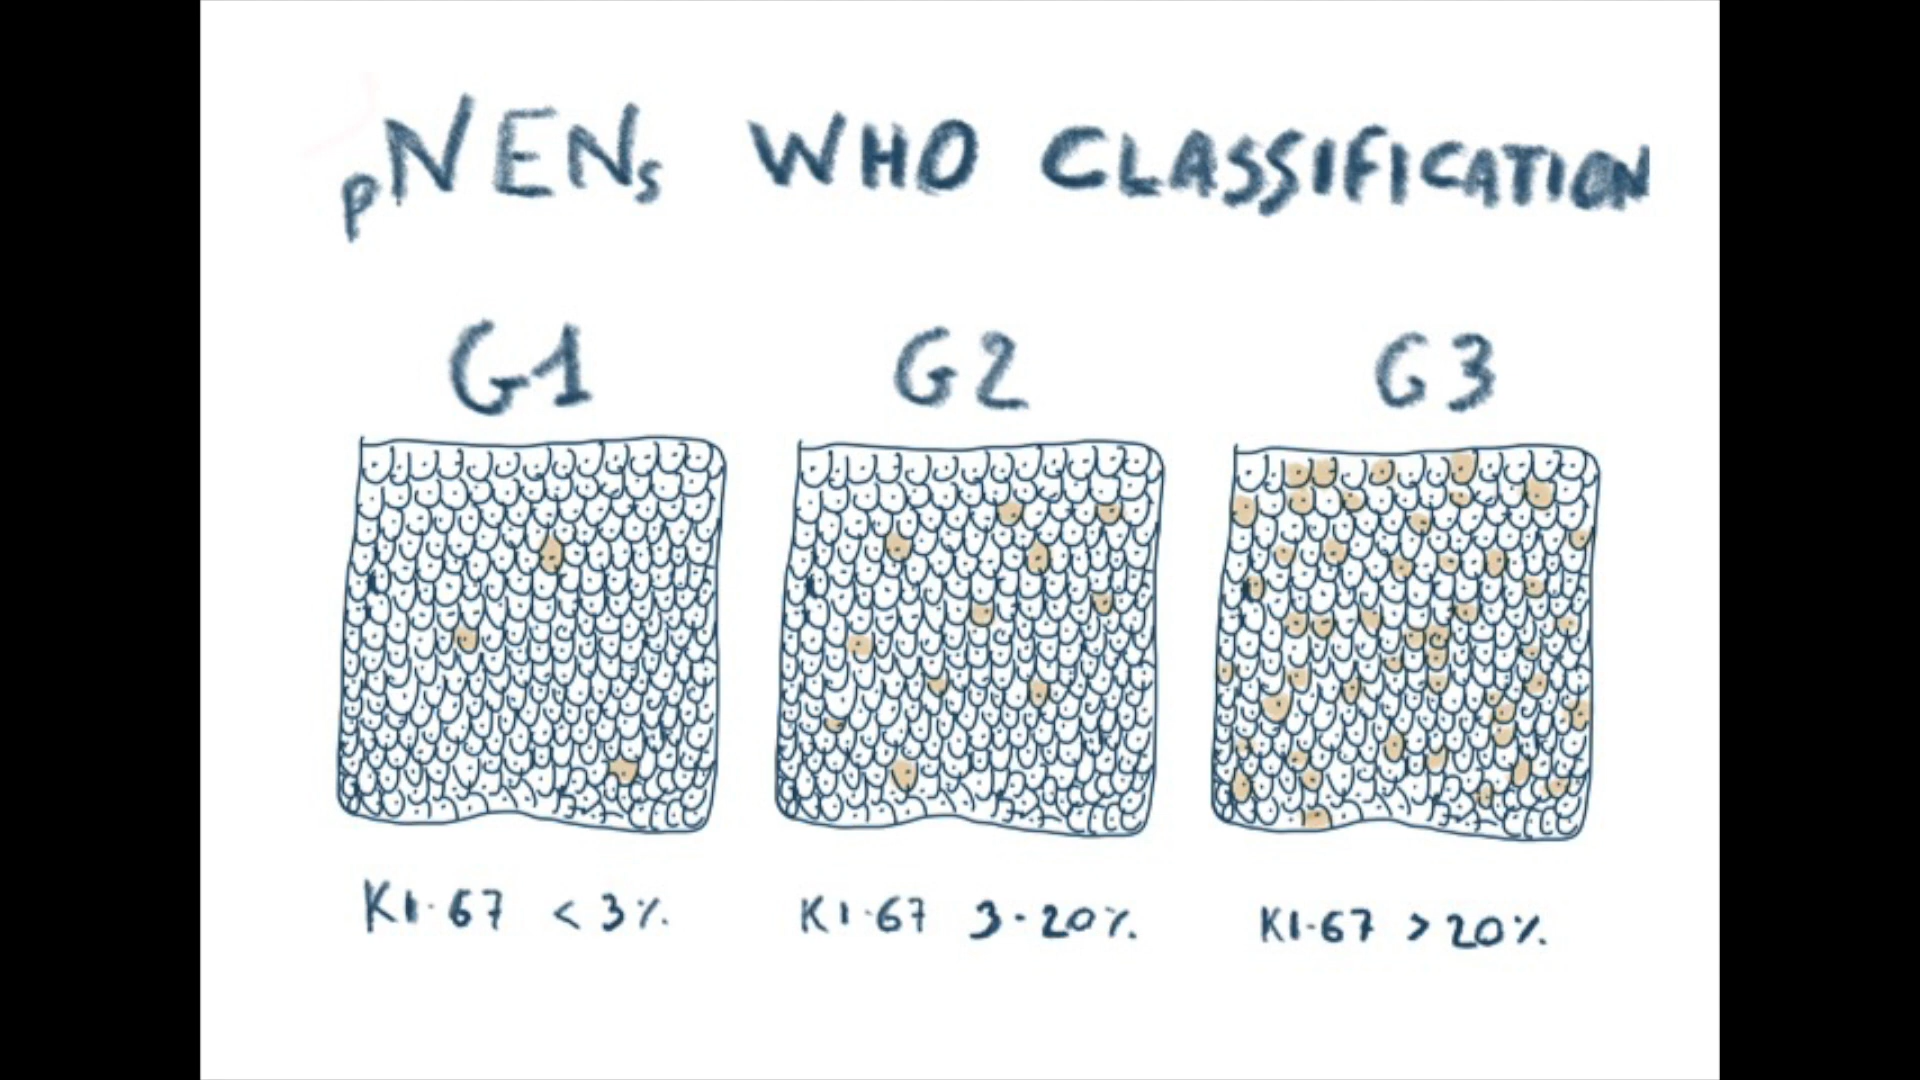 pNENs WHO CLASSIFICATION
G1 G2 G3
KI-67 < 3% KI-67 3-20% KI-67 > 20%